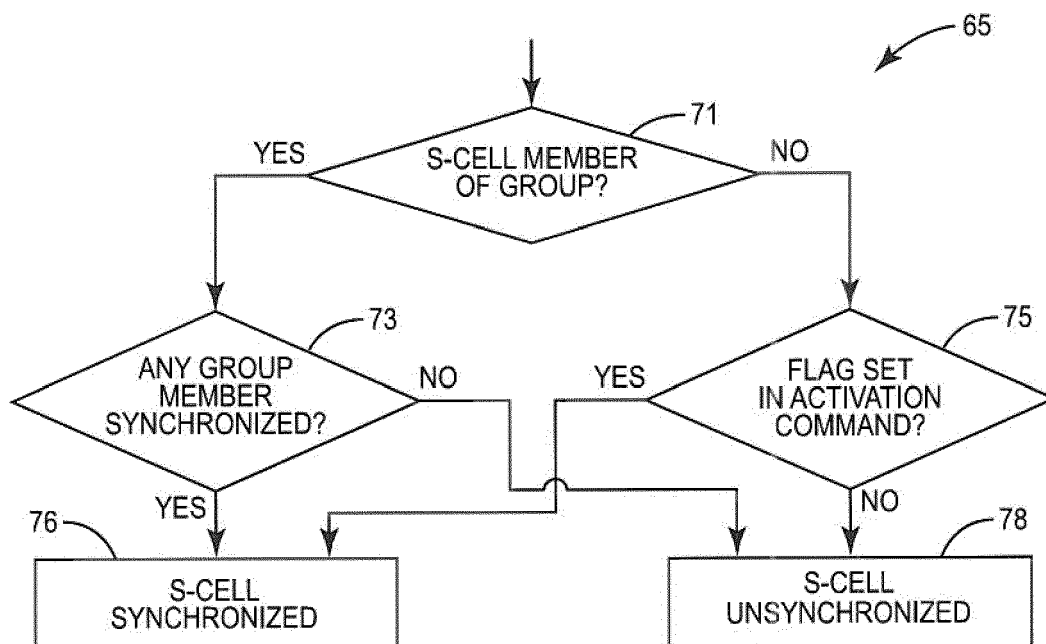 65
71
YES
S-CELL MEMBER
OF GROUP?
NO
73
ANY GROUP
MEMBER
SYNCHRONIZED?
NO
YES
75
YES
FLAG SET
IN ACTIVATION
COMMAND?
NO
76
S-CELL
SYNCHRONIZED
78
S-CELL
UNSYNCHRONIZED